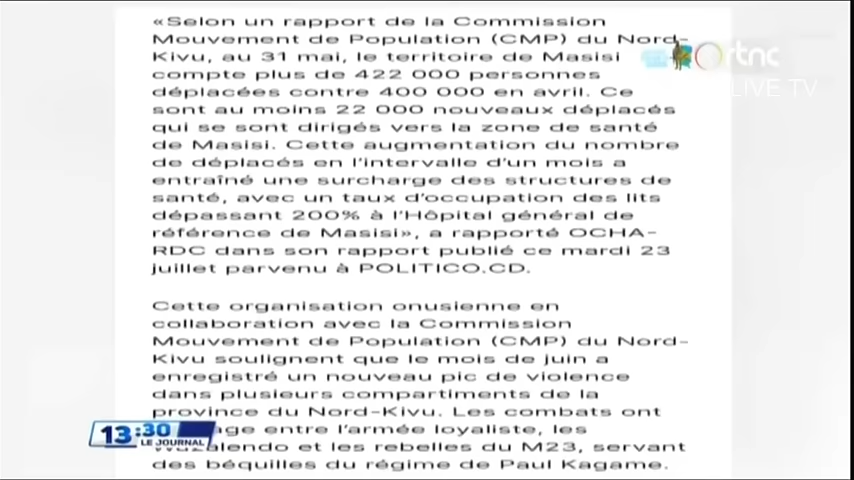 «Selon un rapport de la Commission
Mouvement de Population (CMP) du Nord-
Kivu, au 31 mai, le territoire de Masisi
compte plus de 422 000 personnes
déplacées contre 400 000 en avril. Ce
sont au moins 22 000 nouveaux déplacés
qui se sont dirigés vers la zone de santé
de Masisi. Cette augmentation du nombre
de déplacés en l'intervalle d'un mois a
entraîné une surcharge des structures de
santé, avec un taux d'occupation des lits
dépassant 200% à l'Hôpital général de
référence de Masisi», a rapporté OCHA-
RDC dans son rapport publié ce mardi 23
juillet parvenu à POLITICO.CD.
Cette organisation onusienne en
collaboration avec la Commission
Mouvement de Population (CMP) du Nord-
Kivu soulignent que le mois de juin a
enregistré un nouveau pic de violence
dans plusieurs compartiments de la
province du Nord-Kivu. Les combats ont
entre l'armée loyaliste, les
et les rebelles du M23, servant
des béquilles du régime de Paul Kagame.
rtnc
LIVE TV
13:30
LE JOURNAL